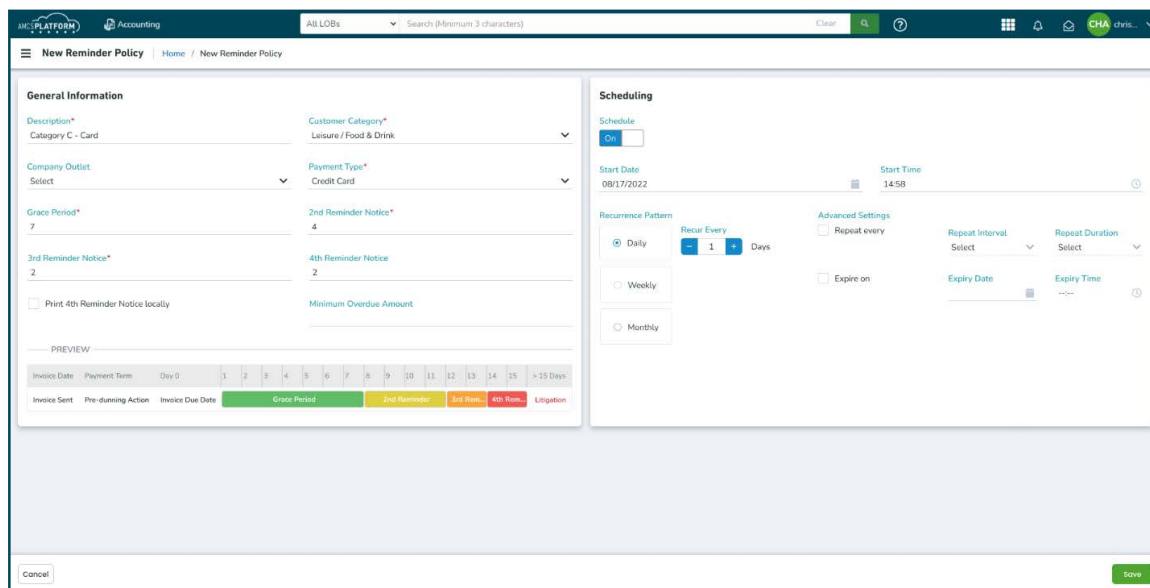 AMCSPLATFORM Accounting All LOBs Search (Minimum 3 characters) Clear CHA chris...
New Reminder Policy Home / New Reminder Policy
General Information
Description* Customer Category*
Category C - Card Leisure / Food & Drink
Company Outlet Payment Type*
Select Credit Card
Grace Period* 2nd Reminder Notice*
7 4
3rd Reminder Notice* 4th Reminder Notice
2 2
Print 4th Reminder Notice locally Minimum Overdue Amount
PREVIEW
Invoice Date Payment Term Day 0 1 2 3 4 5 6 7 8 9 10 11 12 13 14 15 > 15 Days
Invoice Sent Pre-dunning Action Invoice Due Date Grace Period 2nd Reminder 3rd Rem... 4th Rem... Litigation
Scheduling
Schedule
On
Start Date Start Time
08/17/2022 14:58
Recurrence Pattern Advanced Settings
Daily Recur Every Repeat every Repeat Interval Repeat Duration
- 1 + Days Select Select
Weekly Expire on Expiry Date Expiry Time
--:--
Monthly
Cancel Save